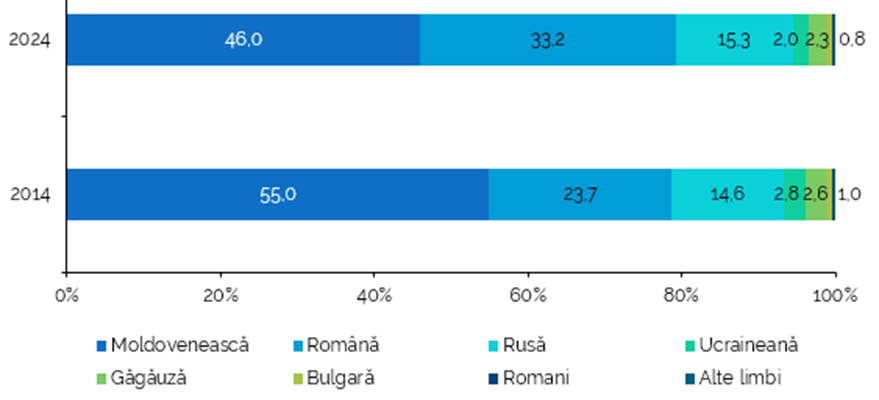 2024 46,0 33,2 15,3 2,0 2,3 0,8
2014 55,0 23,7 14,6 2,8 2,6 1,0
0% 20% 40% 60% 80% 100%
Moldovenească Română Rusă Ucraineană
Găgăuză Bulgară Romani Alte limbi